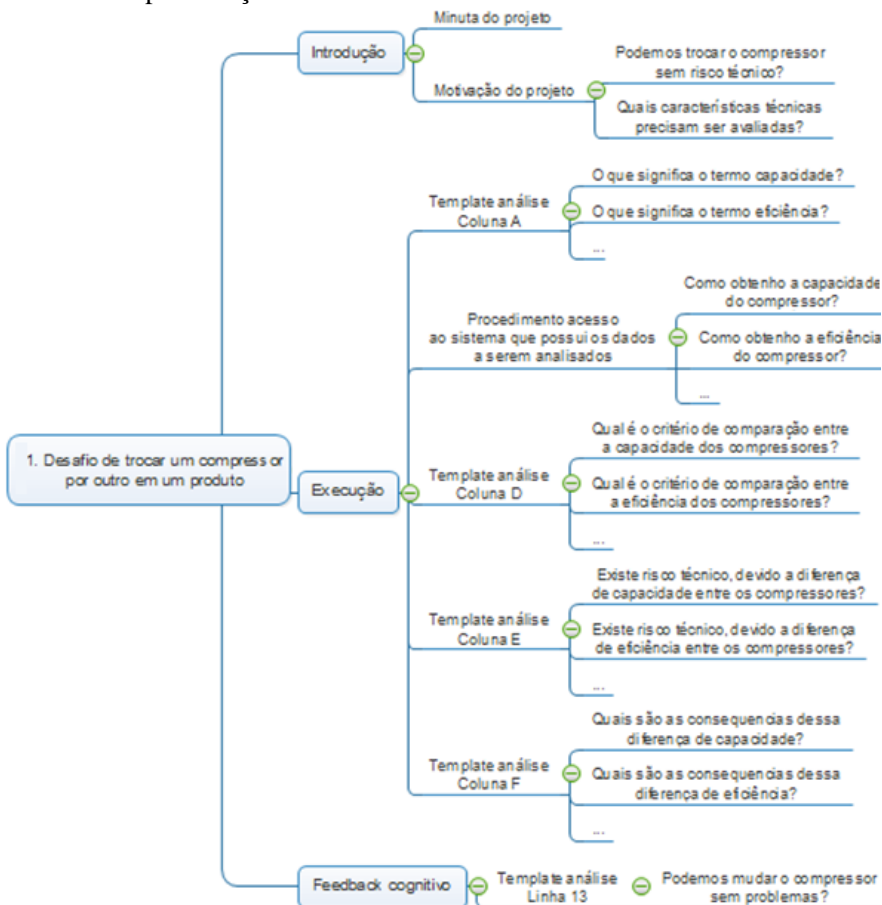 Minuta do projeto
Introdução
Podemos trocar o compressor
sem risco técnico?
Motivação do projeto
Quais características técnicas
precisam ser avaliadas?
O que significa o termo capacidade?
Template análise
Coluna A
O que significa o termo eficiência?
...
Como obtenho a capacidade
do compressor?
Procedimento acesso
ao sistema que possui os dados
a serem analisados
Como obtenho a eficiência
do compressor?
...
Qual é o critério de comparação entre
a capacidade dos compressores?
1. Desafio de trocar um compressor
por outro em um produto
Execução
Template análise
Coluna D
Qual é o critério de comparação entre
a eficiência dos compressores?
...
Existe risco técnico, devido a diferença
de capacidade entre os compressores?
Template análise
Coluna E
Existe risco técnico, devido a diferença
de eficiência entre os compressores?
...
Quais são as consequencias dessa
diferença de capacidade?
Template análise
Coluna F
Quais são as consequencias dessa
diferença de eficiência?
...
Feedback cognitivo
Template análise
Linha 13
Podemos mudar o compressor
sem problemas?